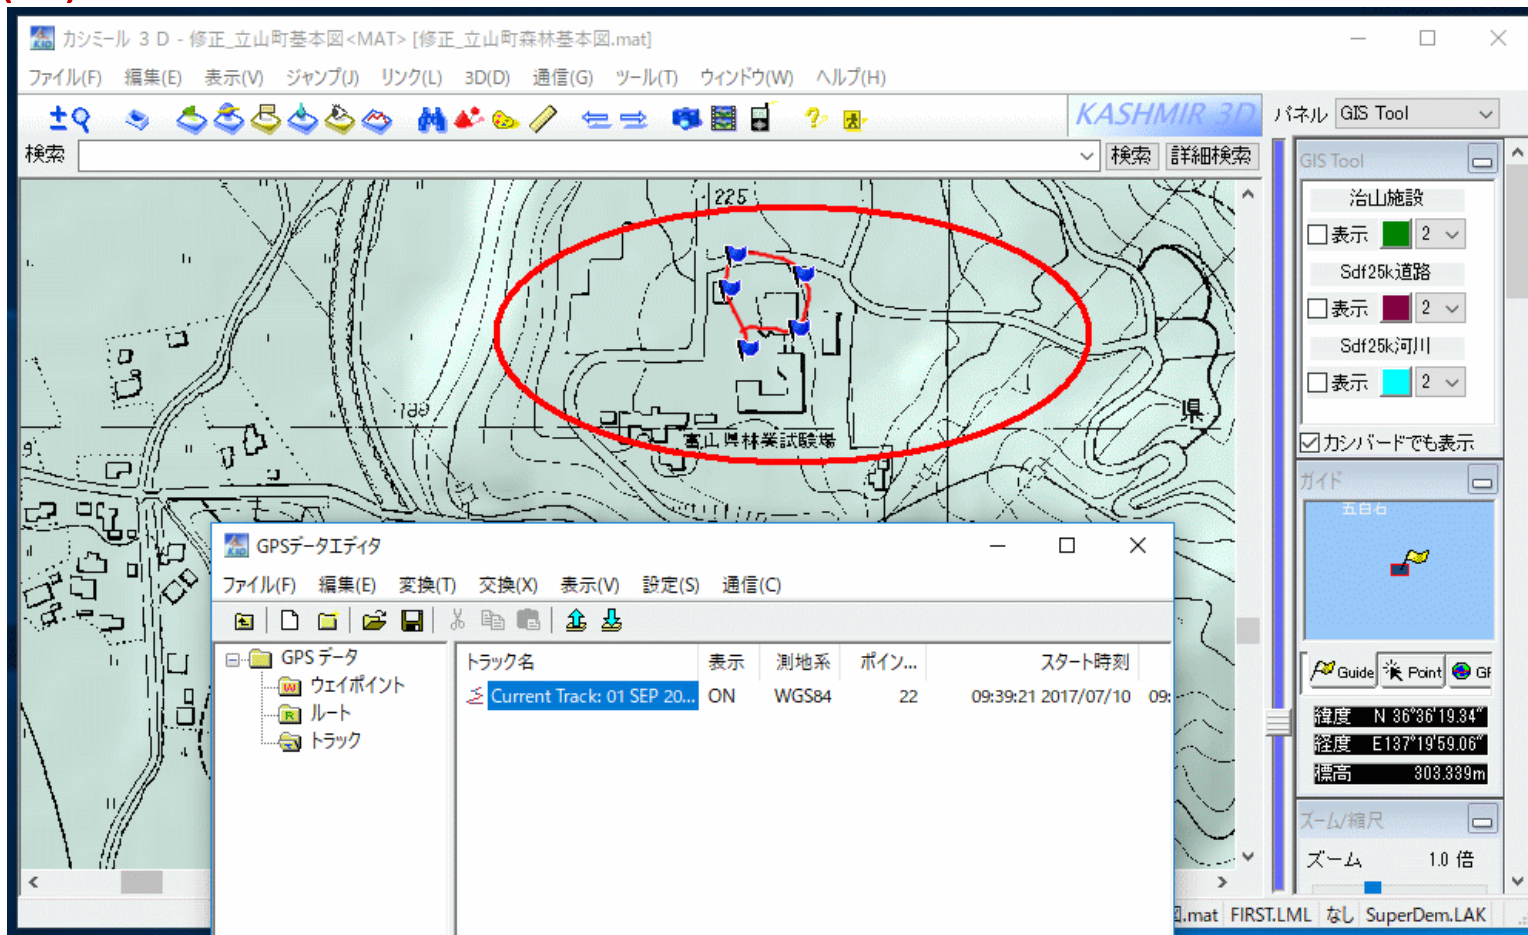 カシミール 3D - 修正_立山町基本図<MAT> [修正_立山町森林基本図.mat]
ファイル(F) 編集(E) 表示(V) ジャンプ(J) リンク(L) 3D(D) 通信(G) ツール(T) ウィンドウ(W) ヘルプ(H)
KASHMIR 3D
パネル GIS Tool
検索 検索 詳細検索
GIS Tool
治山施設
表示 2
Sdf25k道路
表示 2
Sdf25k河川
表示 2
カシバードでも表示
225
県
富山県林業試験場
ガイド
五百石
Guide Point GF
緯度 N 36°36'19.34"
経度 E137°19'59.06"
標高 303.339m
ズーム/縮尺
ズーム 1.0 倍
GPSデータエディタ
ファイル(F) 編集(E) 変換(T) 交換(X) 表示(V) 設定(S) 通信(C)
GPSデータ
ウェイポイント
ルート
トラック
トラック名 表示 測地系 ポイン... スタート時刻
Current Track: 01 SEP 20... ON WGS84 22 09:39:21 2017/07/10 09:
.mat FIRST.LML なし SuperDem.LAK